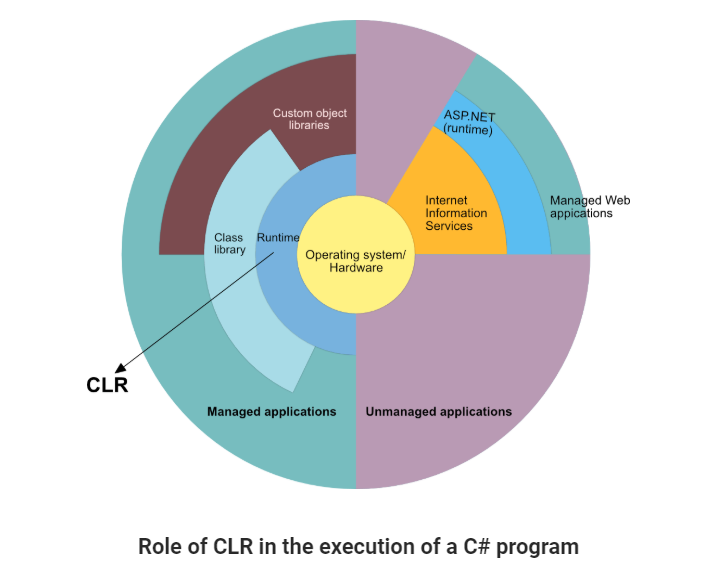 Custom object
libraries
ASP.NET
(runtime)
Internet
Information
Services
Managed Web
appications
Class
library
Runtime
Operating system/
Hardware
CLR
Managed applications
Unmanaged applications
Role of CLR in the execution of a C# program